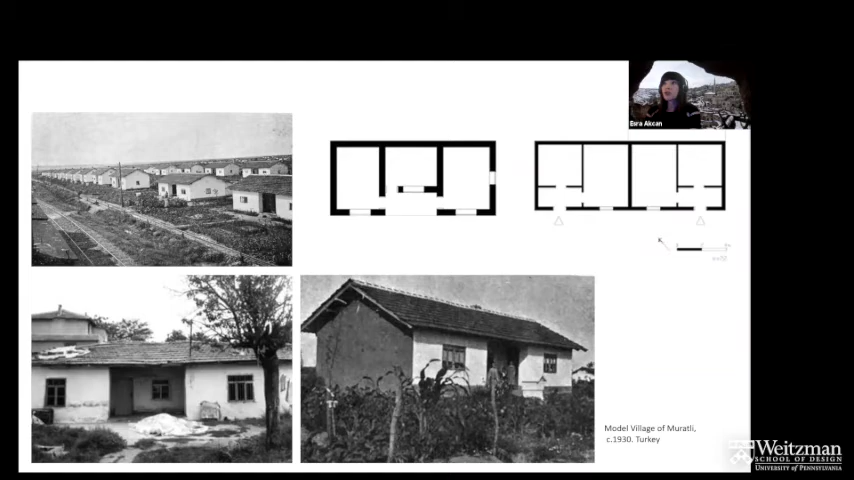 Esra Akcan
Model Village of Muratli,
c.1930. Turkey
Weitzman
SCHOOL OF DESIGN
UNIVERSITY OF PENNSYLVANIA